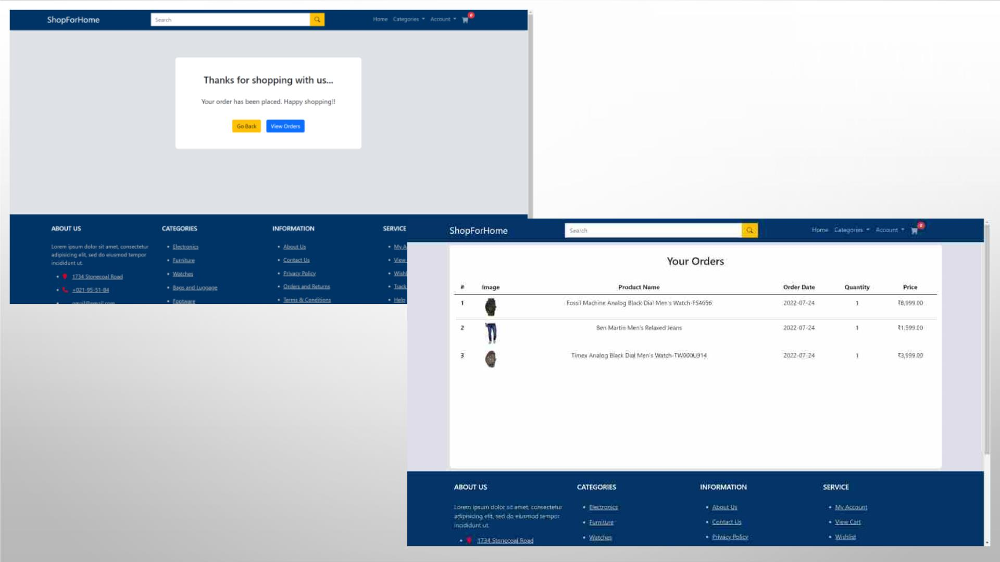 ShopForHome
Search
Home Categories Account 0
Thanks for shopping with us...
Your order has been placed. Happy shopping!!
Go Back View Orders
ABOUT US
Lorem ipsum dolor sit amet, consectetur
adipisicing elit, sed do eiusmod tempor
incididunt ut.
1734 Stonecoal Road
+021-95-51-84
email@email.com
CATEGORIES
Electronics
Furniture
Watches
Bags and Luggage
Footware
INFORMATION
About Us
Contact Us
Privacy Policy
Orders and Returns
Terms & Conditions
SERVICE
My A
View
Wishl
Track
Help
ShopForHome
Search
Home Categories Account 0
Your Orders
# Image Product Name Order Date Quantity Price
1 Fossil Machine Analog Black Dial Men's Watch-FS4656 2022-07-24 1 ₹8,999.00
2 Ben Martin Men's Relaxed Jeans 2022-07-24 1 ₹1,599.00
3 Timex Analog Black Dial Men's Watch-TW000U914 2022-07-24 1 ₹3,999.00
ABOUT US
Lorem ipsum dolor sit amet, consectetur
adipisicing elit, sed do eiusmod tempor
incididunt ut.
1734 Stonecoal Road
CATEGORIES
Electronics
Furniture
Watches
INFORMATION
About Us
Contact Us
Privacy Policy
SERVICE
My Account
View Cart
Wishlist